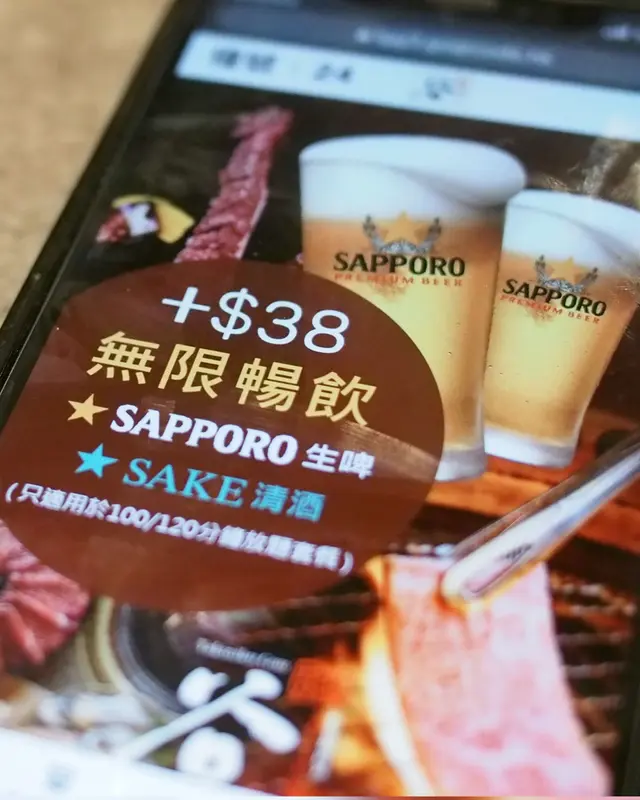 SAPPORO
PREMIUM BEER
SAPPORO
PREMIUM BEER
+$38
無限暢飲
★ SAPPORO 生啤
★ SAKE 清酒
(只適用於100/120分鐘放題套餐)